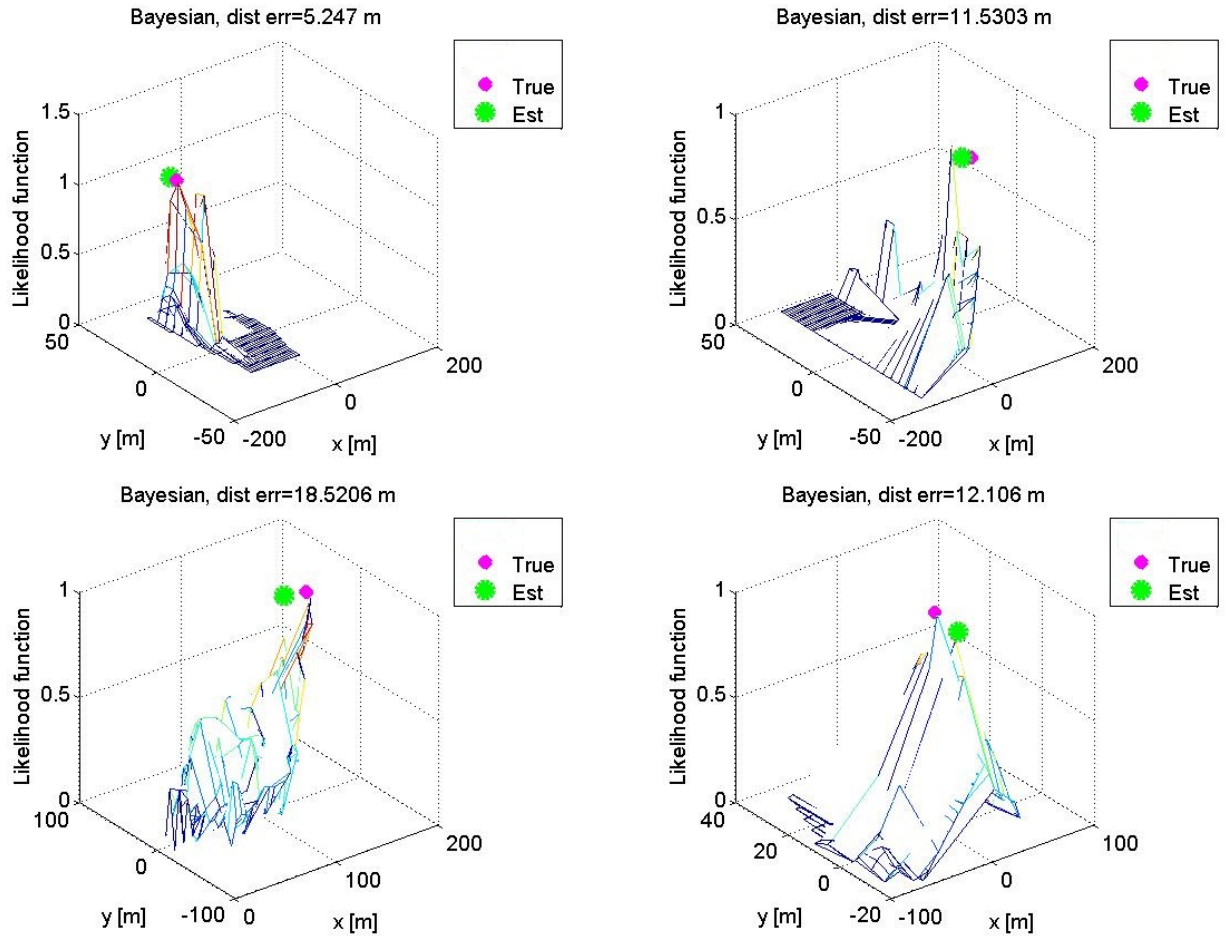 Bayesian, dist err=5.247 m
True
Est
1.5
1
0.5
0
Likelihood function
50
0
-50
y [m]
-200
0
200
x [m]
Bayesian, dist err=11.5303 m
True
Est
1
0.5
0
Likelihood function
50
0
-50
y [m]
-200
0
200
x [m]
Bayesian, dist err=18.5206 m
True
Est
1
0.5
0
Likelihood function
100
0
-100
y [m]
0
100
200
x [m]
Bayesian, dist err=12.106 m
True
Est
1
0.5
0
Likelihood function
40
20
0
-20
y [m]
-100
0
100
x [m]